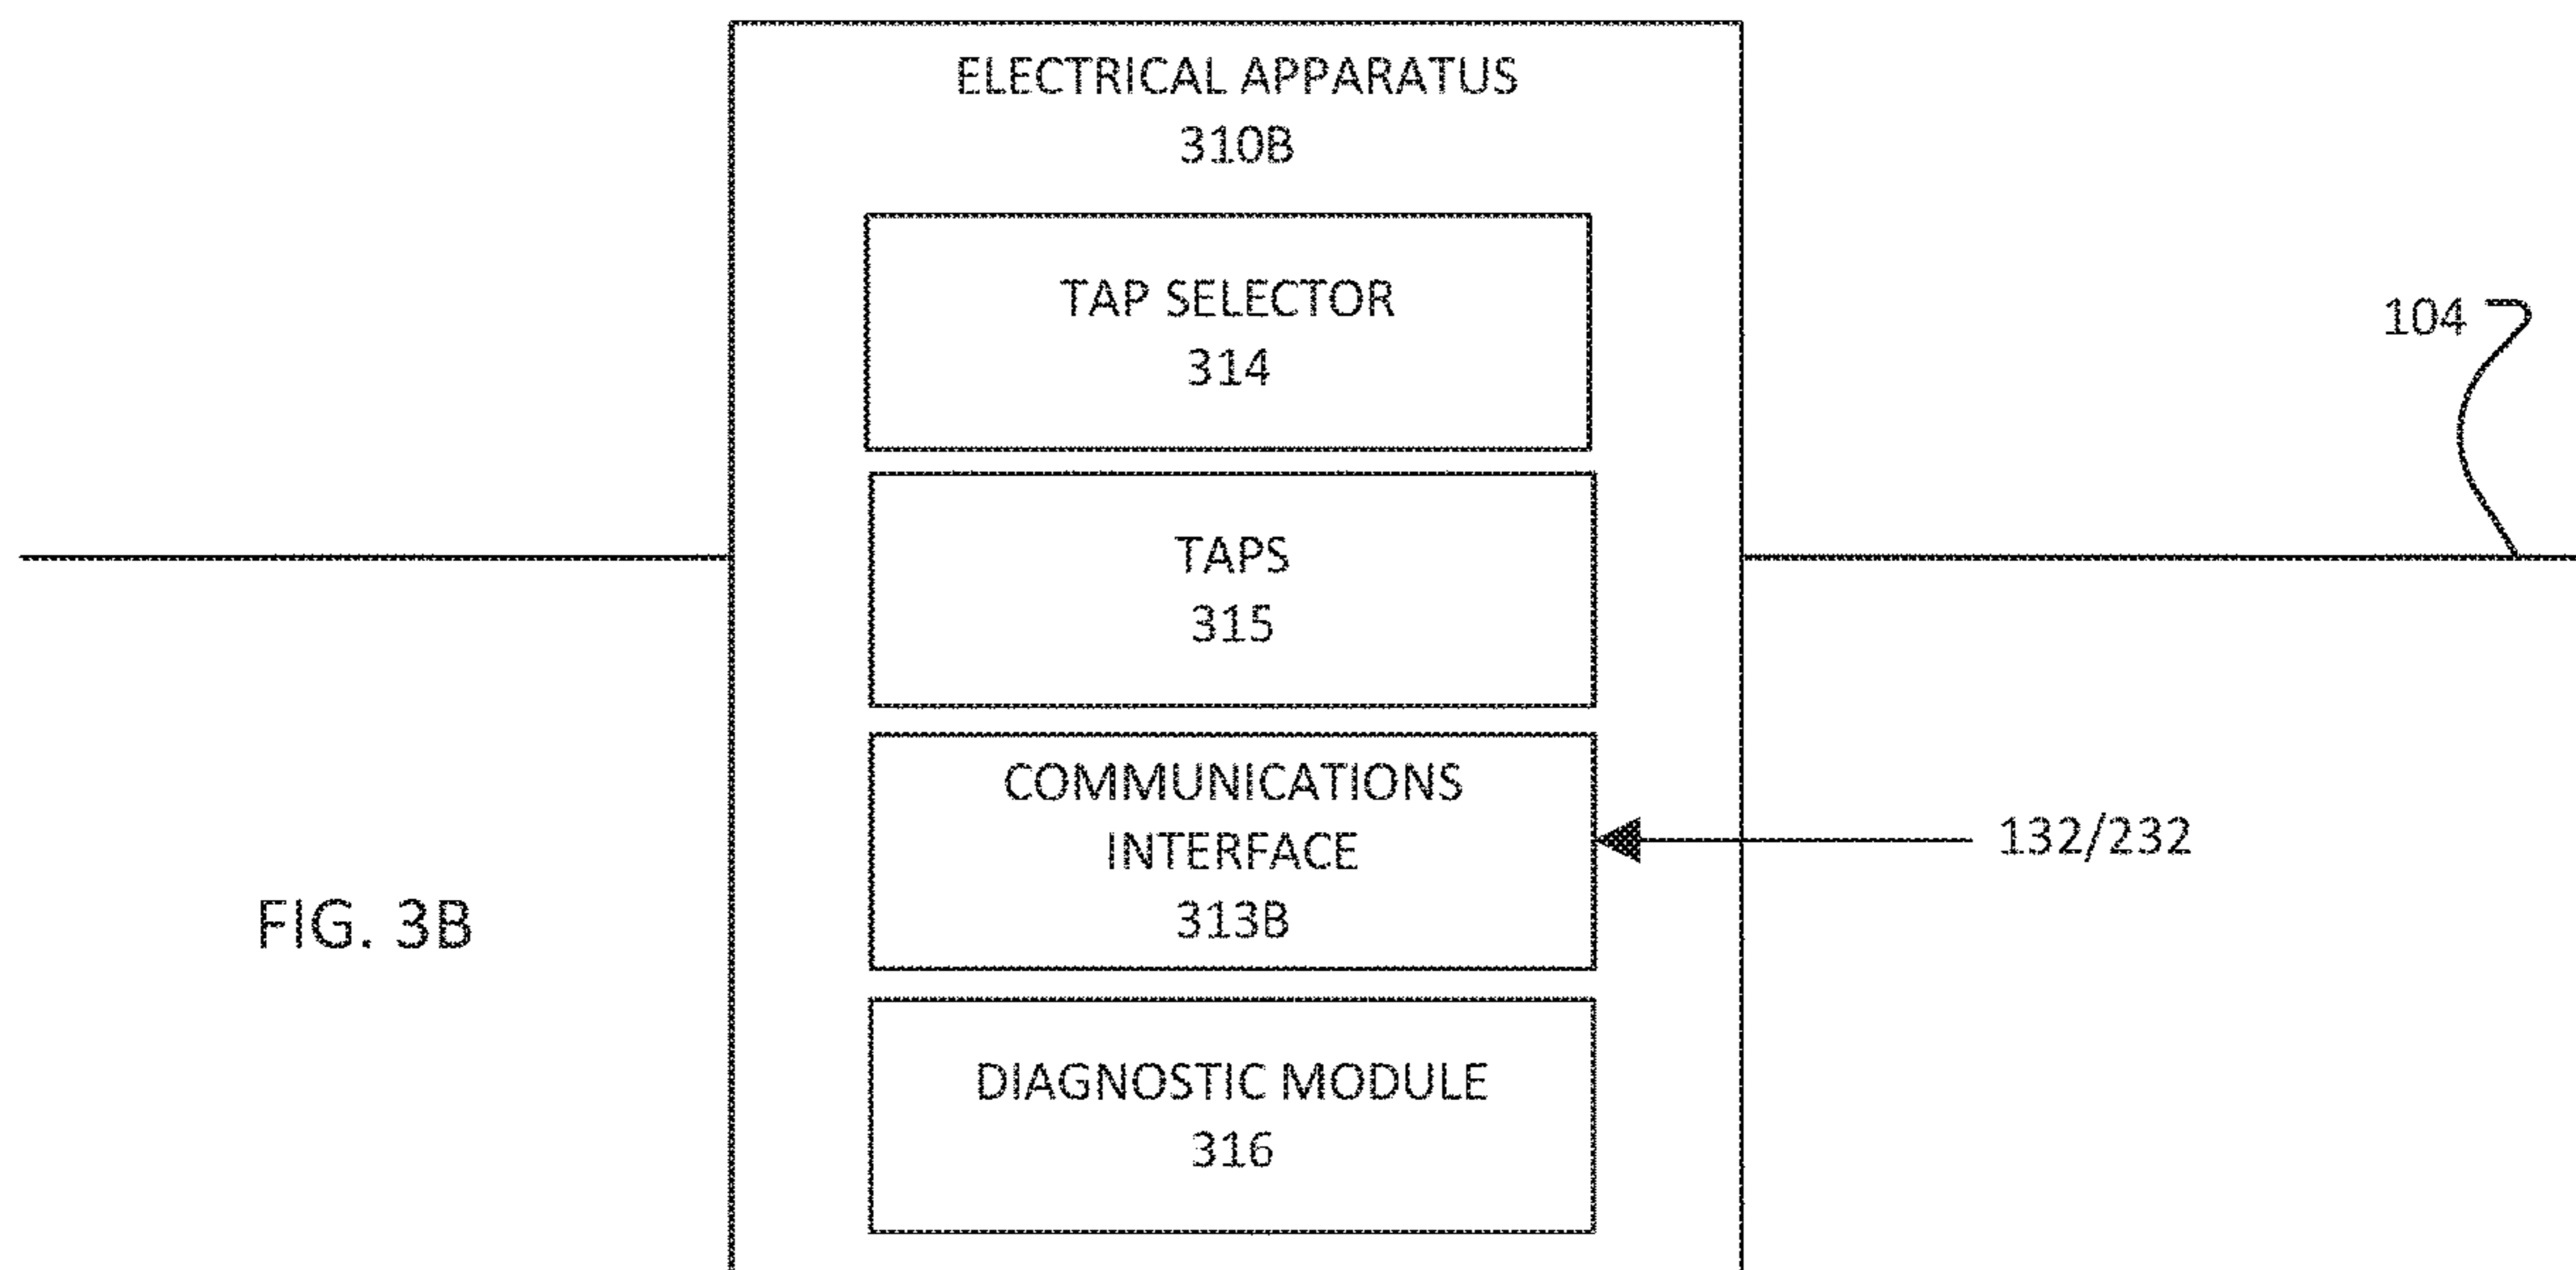 ELECTRICAL APPARATUS
310B
TAP SELECTOR
314
104
TAPS
315
COMMUNICATIONS
INTERFACE
313B
132/232
FIG. 3B
DIAGNOSTIC MODULE
316